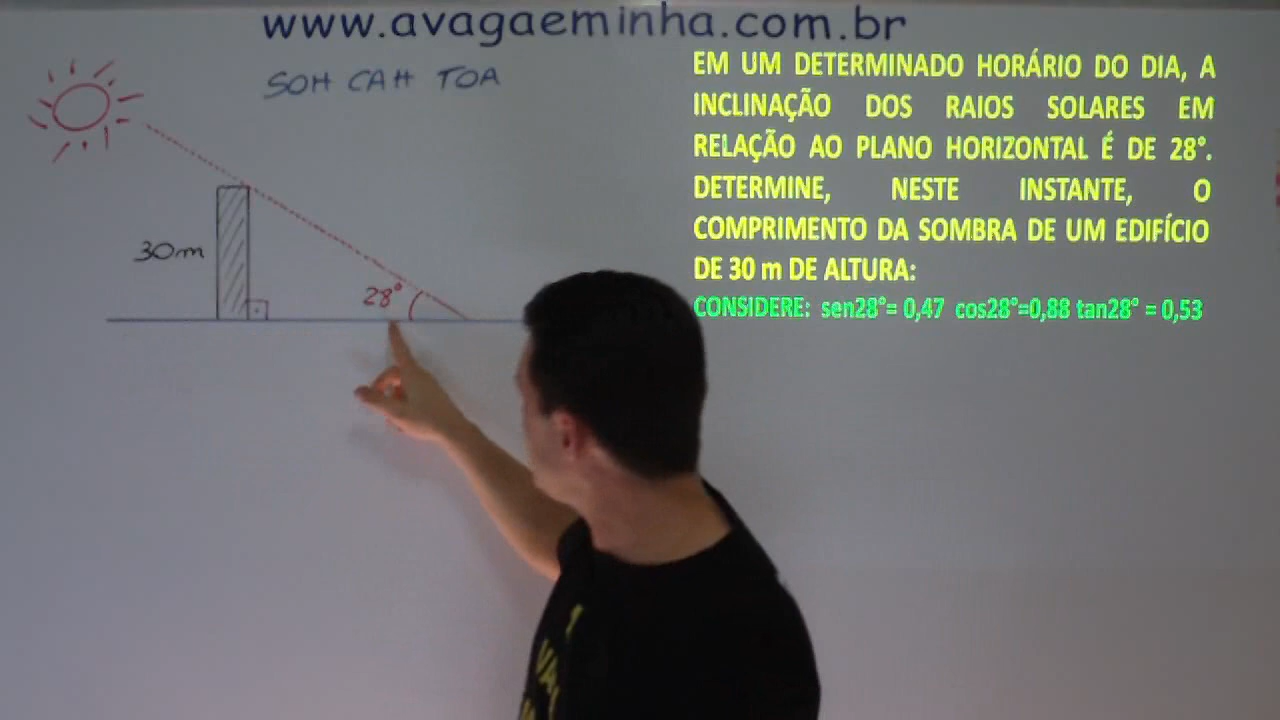 www.avagaeminha.com.br
SOH CAH TOA
30m
28°
EM UM DETERMINADO HORÁRIO DO DIA, A
INCLINAÇÃO DOS RAIOS SOLARES EM
RELAÇÃO AO PLANO HORIZONTAL É DE 28°.
DETERMINE, NESTE INSTANTE, O
COMPRIMENTO DA SOMBRA DE UM EDIFÍCIO
DE 30 m DE ALTURA:
CONSIDERE: sen28°= 0,47 cos28°=0,88 tan28° = 0,53